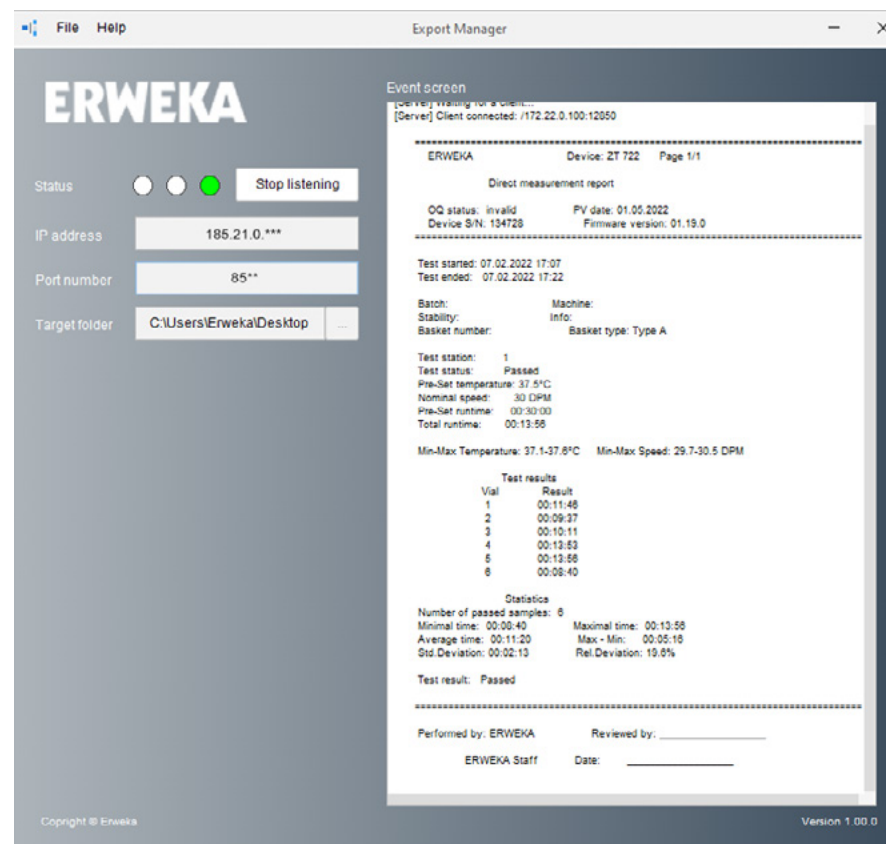 File Help Export Manager
ERWEKA
Status Stop listening
IP address 185.21.0.***
Port number 85**
Target folder C:\Users\Erweka\Desktop ...
Event screen
[Server] Waiting for a client...
[Server] Client connected: /172.22.0.100:12850
ERWEKA Device: ZT 722 Page 1/1
Direct measurement report
OQ status: invalid PV date: 01.05.2022
Device S/N: 134728 Firmware version: 01.19.0
Test started: 07.02.2022 17:07
Test ended: 07.02.2022 17:22
Batch: Machine:
Stability: Info:
Basket number: Basket type: Type A
Test station: 1
Test status: Passed
Pre-Set temperature: 37.5°C
Nominal speed: 30 DPM
Pre-Set runtime: 00:30:00
Total runtime: 00:13:56
Min-Max Temperature: 37.1-37.6°C Min-Max Speed: 29.7-30.5 DPM
Test results
Vial Result
1 00:11:46
2 00:09:37
3 00:10:11
4 00:13:53
5 00:13:56
6 00:08:40
Statistics
Number of passed samples: 6
Minimal time: 00:08:40 Maximal time: 00:13:56
Average time: 00:11:20 Max - Min: 00:05:16
Std.Deviation: 00:02:13 Rel.Deviation: 19.6%
Test result: Passed
Performed by: ERWEKA Reviewed by:
ERWEKA Staff Date:
Copright © Erweka Version 1.00.0